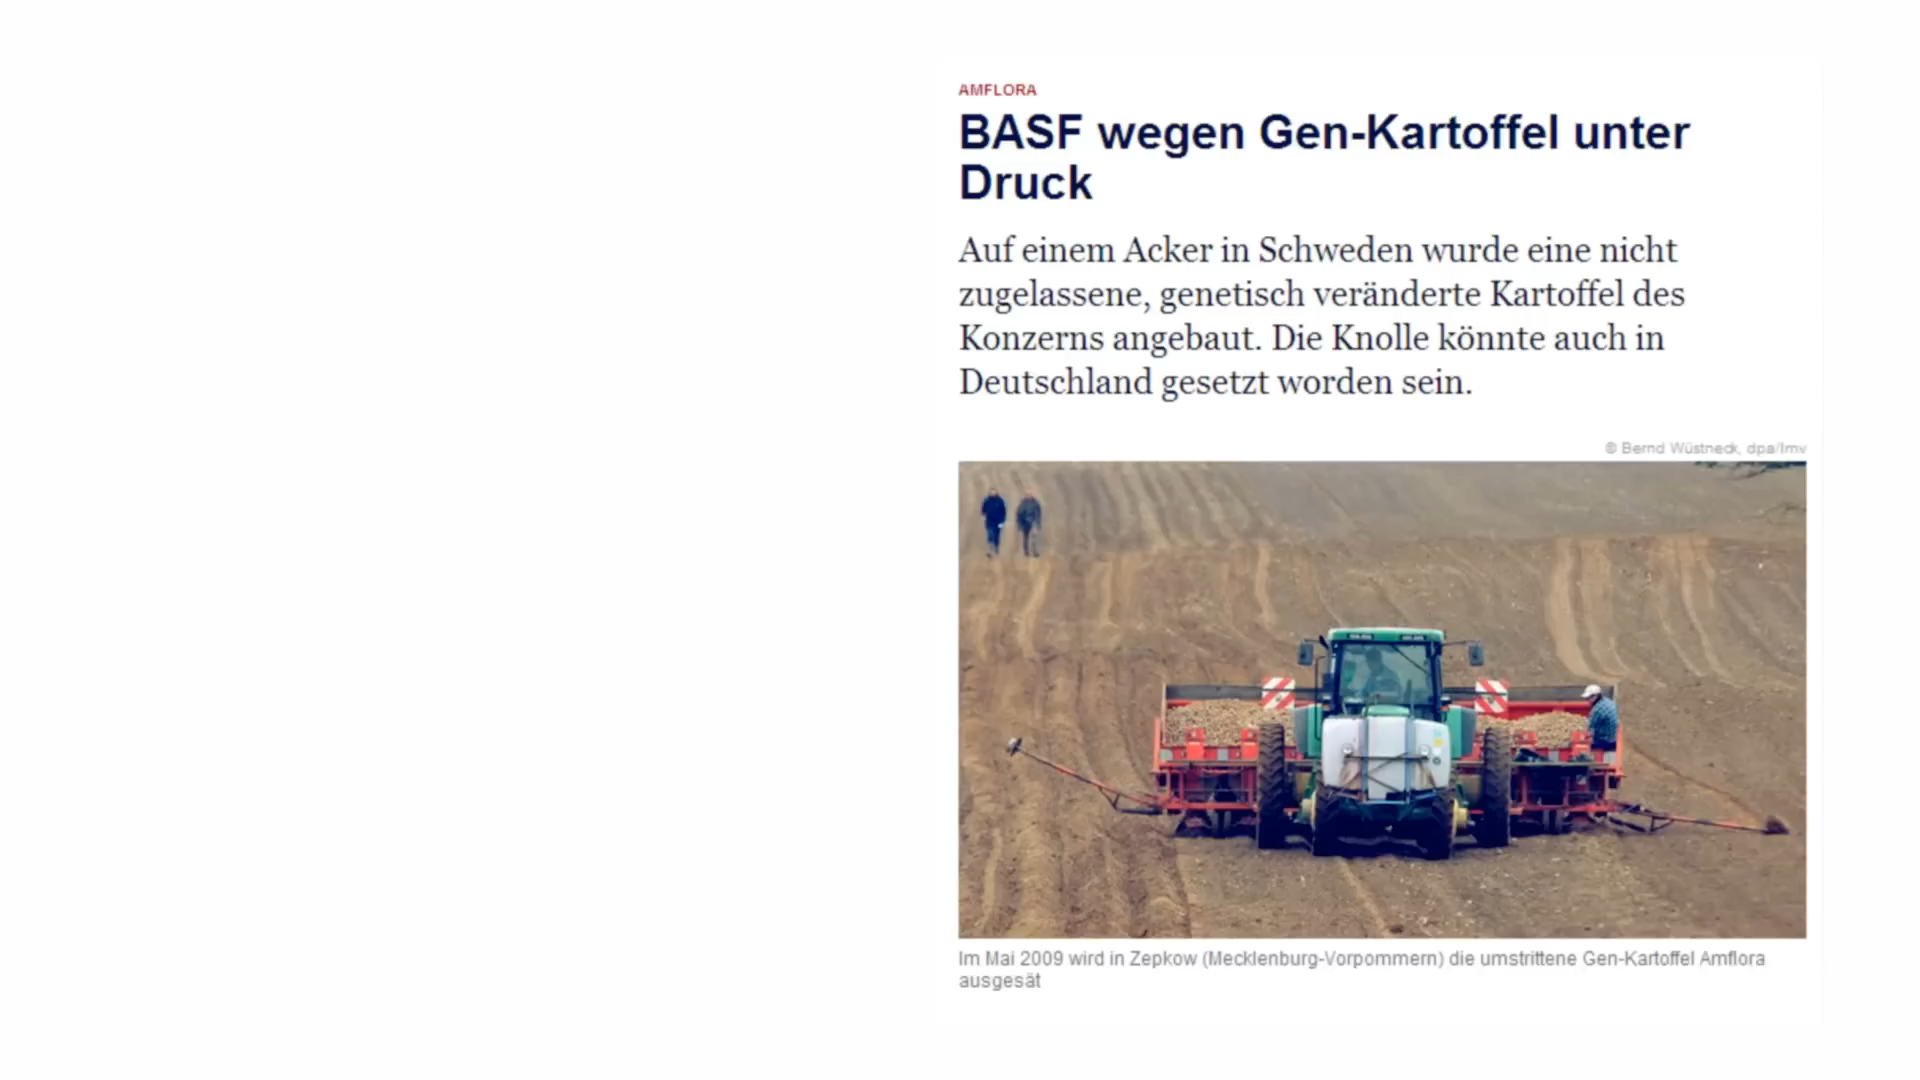 AMFLORA
BASF wegen Gen-Kartoffel unter
Druck
Auf einem Acker in Schweden wurde eine nicht
zugelassene, genetisch veränderte Kartoffel des
Konzerns angebaut. Die Knolle könnte auch in
Deutschland gesetzt worden sein.
© Bernd Wüstneck, dpa/lmv
Im Mai 2009 wird in Zepkow (Mecklenburg-Vorpommern) die umstrittene Gen-Kartoffel Amflora
ausgesät